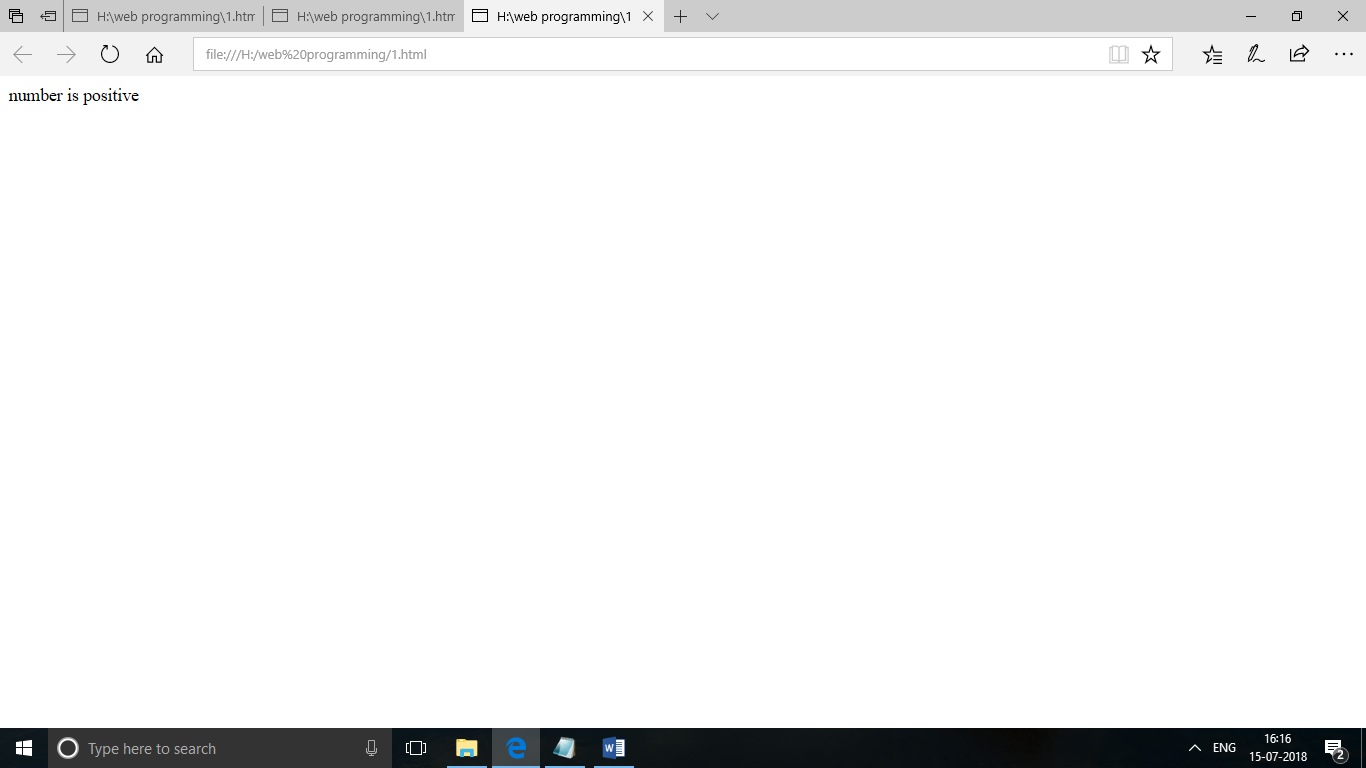 H:\web programming\1.htm H:\web programming\1.htm H:\web programming\1
file:///H:/web%20programming/1.html
number is positive
Type here to search ENG 16:16
15-07-2018 2